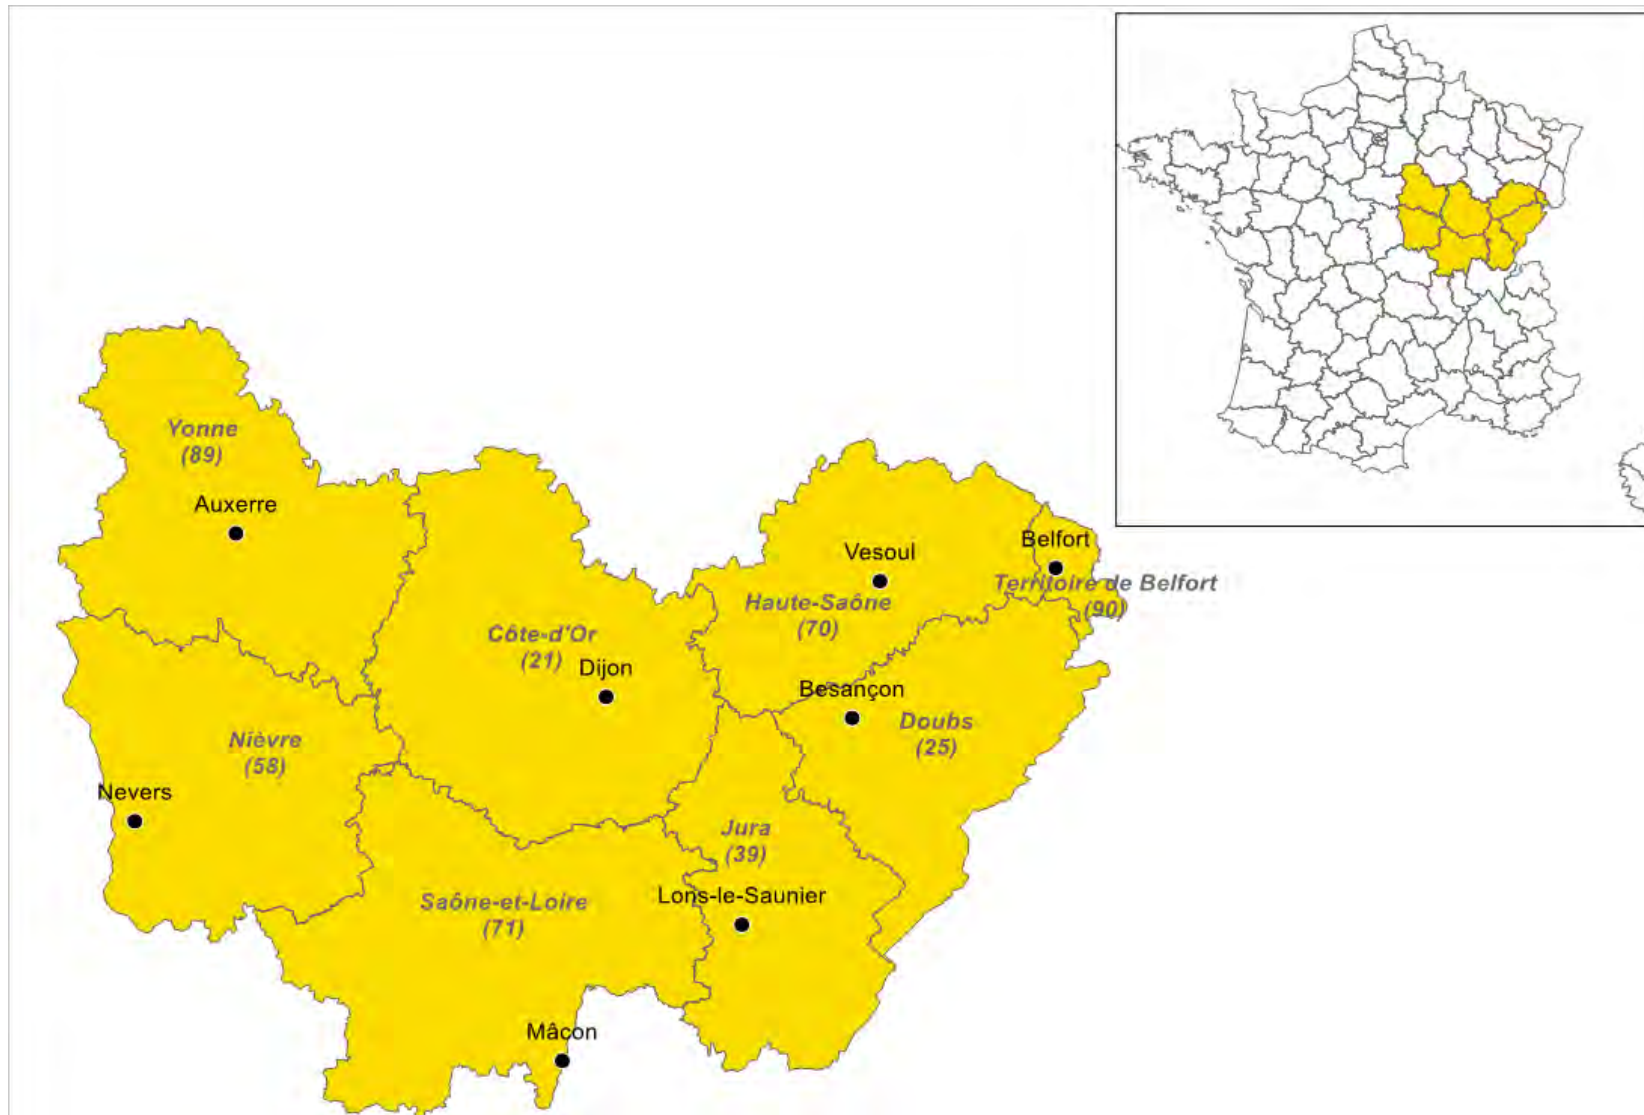 Yonne
(89)
Auxerre
Vesoul
Belfort
Territoire de Belfort
(90)
Haute-Saône
(70)
Côte-d'Or
(21)
Dijon
Besançon
Doubs
(25)
Nièvre
(58)
Nevers
Jura
(39)
Lons-le-Saunier
Saône-et-Loire
(71)
Mâcon